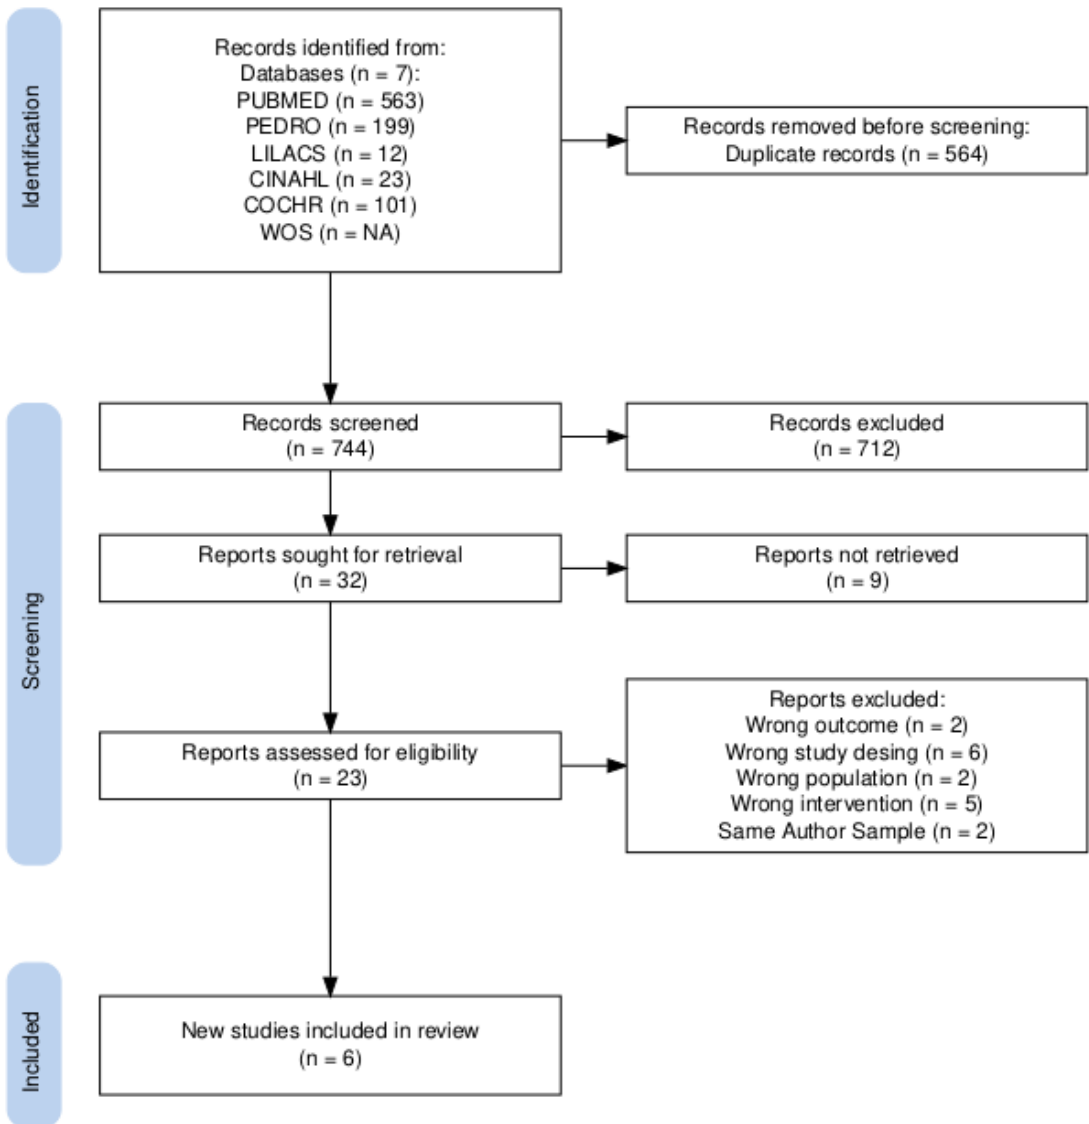 Identification
Records identified from:
Databases (n = 7):
PUBMED (n = 563)
PEDRO (n = 199)
LILACS (n = 12)
CINAHL (n = 23)
COCHR (n = 101)
WOS (n = NA)
Records removed before screening:
Duplicate records (n = 564)
Screening
Records screened
(n = 744)
Records excluded
(n = 712)
Reports sought for retrieval
(n = 32)
Reports not retrieved
(n = 9)
Reports assessed for eligibility
(n = 23)
Reports excluded:
Wrong outcome (n = 2)
Wrong study desing (n = 6)
Wrong population (n = 2)
Wrong intervention (n = 5)
Same Author Sample (n = 2)
Included
New studies included in review
(n = 6)